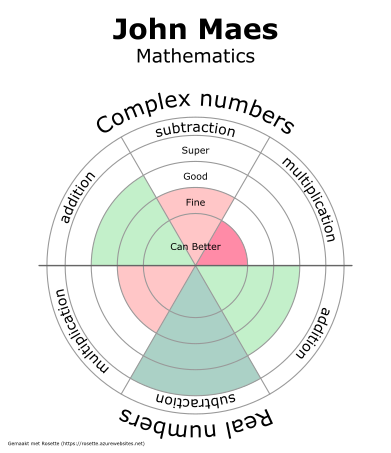 John Maes
Mathematics
Complex numbers
subtraction
addition
multiplication
Super
Good
Fine
Can Better
multiplication
addition
subtraction
Real numbers
Gemaakt met Rosette (https://rosette.azurewebsites.net)